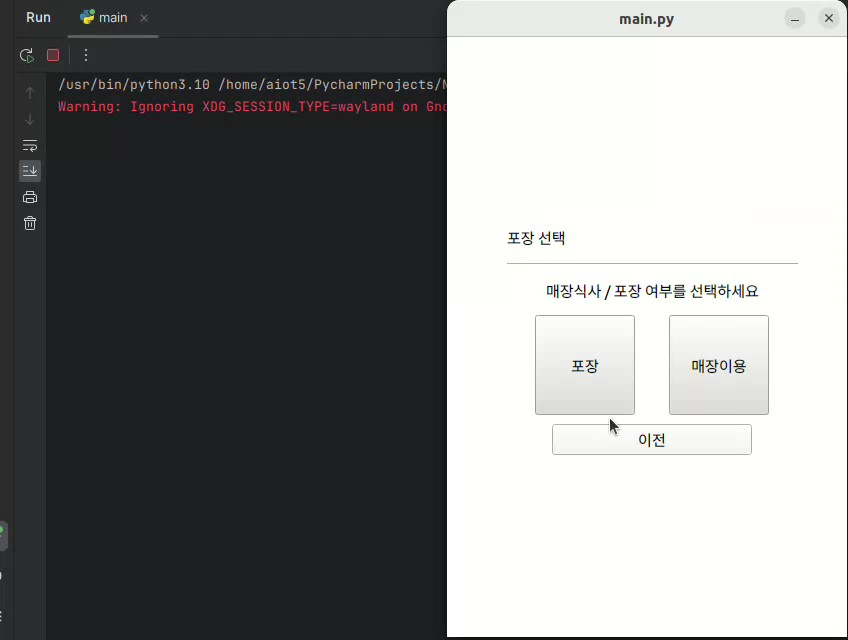 Run
main
/usr/bin/python3.10 /home/aiot5/PycharmProjects/
Warning: Ignoring XDG_SESSION_TYPE=wayland on
main.py
포장 선택
매장식사 / 포장 여부를 선택하세요
포장
매장이용
이전